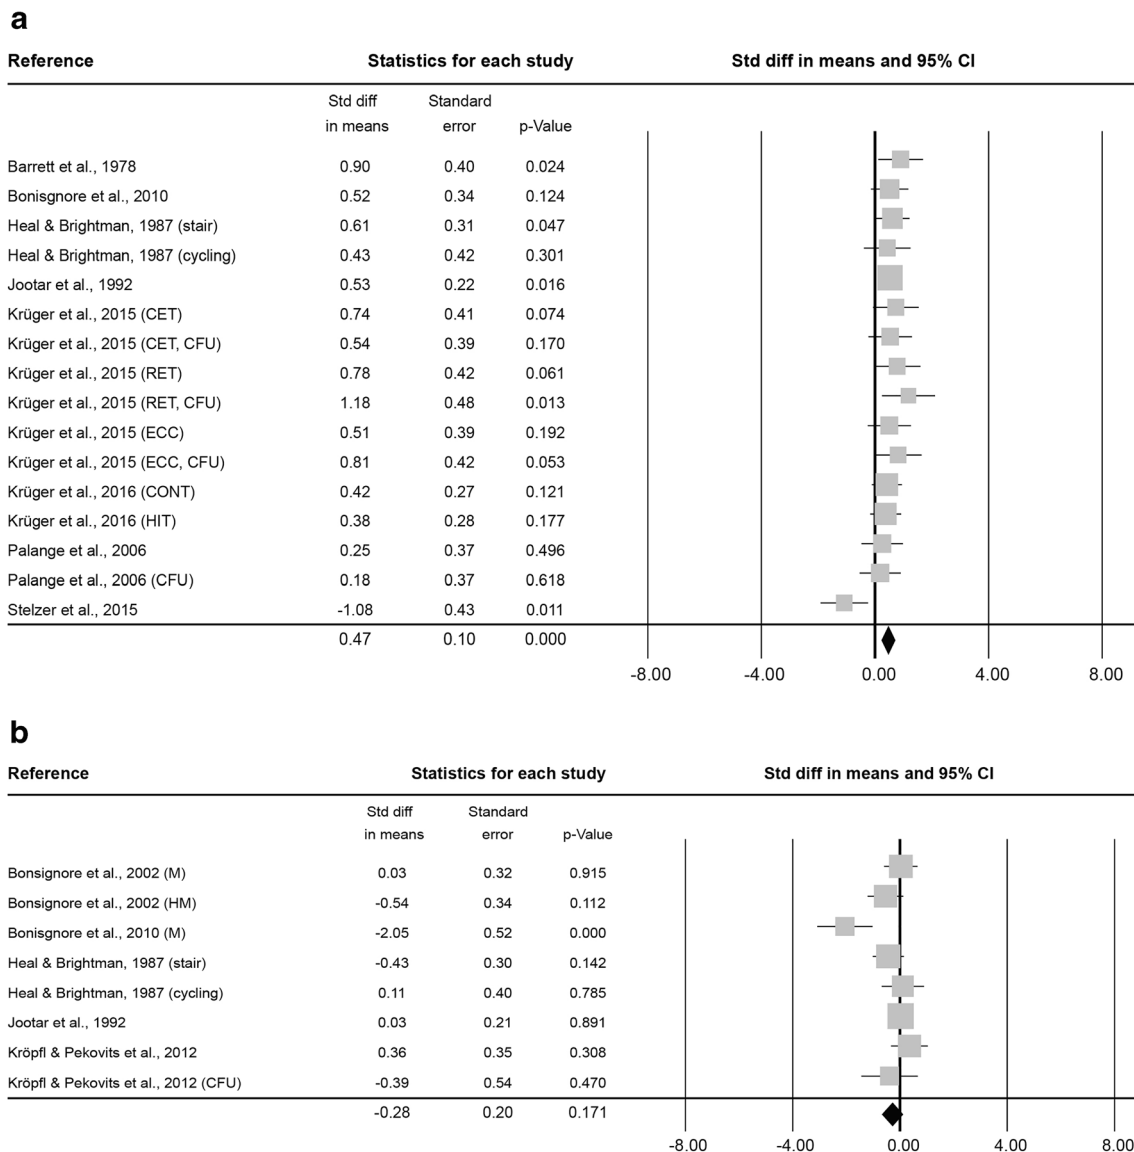 a
Reference Statistics for each study Std diff in means and 95% CI
Std diff Standard
in means error p-Value
Barrett et al., 1978 0.90 0.40 0.024
Bonisgnore et al., 2010 0.52 0.34 0.124
Heal & Brightman, 1987 (stair) 0.61 0.31 0.047
Heal & Brightman, 1987 (cycling) 0.43 0.42 0.301
Jootar et al., 1992 0.53 0.22 0.016
Krüger et al., 2015 (CET) 0.74 0.41 0.074
Krüger et al., 2015 (CET, CFU) 0.54 0.39 0.170
Krüger et al., 2015 (RET) 0.78 0.42 0.061
Krüger et al., 2015 (RET, CFU) 1.18 0.48 0.013
Krüger et al., 2015 (ECC) 0.51 0.39 0.192
Krüger et al., 2015 (ECC, CFU) 0.81 0.42 0.053
Krüger et al., 2016 (CONT) 0.42 0.27 0.121
Krüger et al., 2016 (HIT) 0.38 0.28 0.177
Palange et al., 2006 0.25 0.37 0.496
Palange et al., 2006 (CFU) 0.18 0.37 0.618
Stelzer et al., 2015 -1.08 0.43 0.011
0.47 0.10 0.000
-8.00 -4.00 0.00 4.00 8.00
b
Reference Statistics for each study Std diff in means and 95% CI
Std diff Standard
in means error p-Value
Bonsignore et al., 2002 (M) 0.03 0.32 0.915
Bonsignore et al., 2002 (HM) -0.54 0.34 0.112
Bonisgnore et al., 2010 (M) -2.05 0.52 0.000
Heal & Brightman, 1987 (stair) -0.43 0.30 0.142
Heal & Brightman, 1987 (cycling) 0.11 0.40 0.785
Jootar et al., 1992 0.03 0.21 0.891
Kröpfl & Pekovits et al., 2012 0.36 0.35 0.308
Kröpfl & Pekovits et al., 2012 (CFU) -0.39 0.54 0.470
-0.28 0.20 0.171
-8.00 -4.00 0.00 4.00 8.00